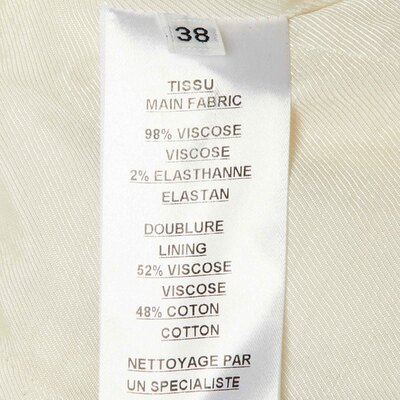 38
TISSU
MAIN FABRIC
98% VISCOSE
VISCOSE
2% ELASTHANNE
ELASTAN
DOUBLURE
LINING
52% VISCOSE
VISCOSE
48% COTON
COTTON
NETTOYAGE PAR
UN SPECIALISTE